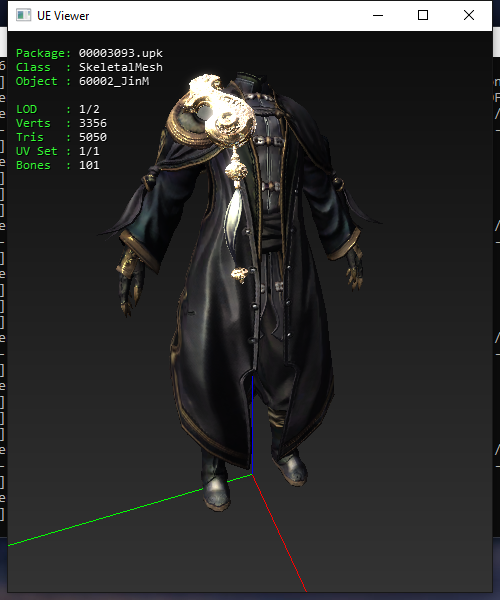 UE Viewer
Package: 00003093.upk
Class  : SkeletalMesh
Object : 60002_JinM
LOD    : 1/2
Verts  : 3356
Tris   : 5050
UV Set : 1/1
Bones  : 101